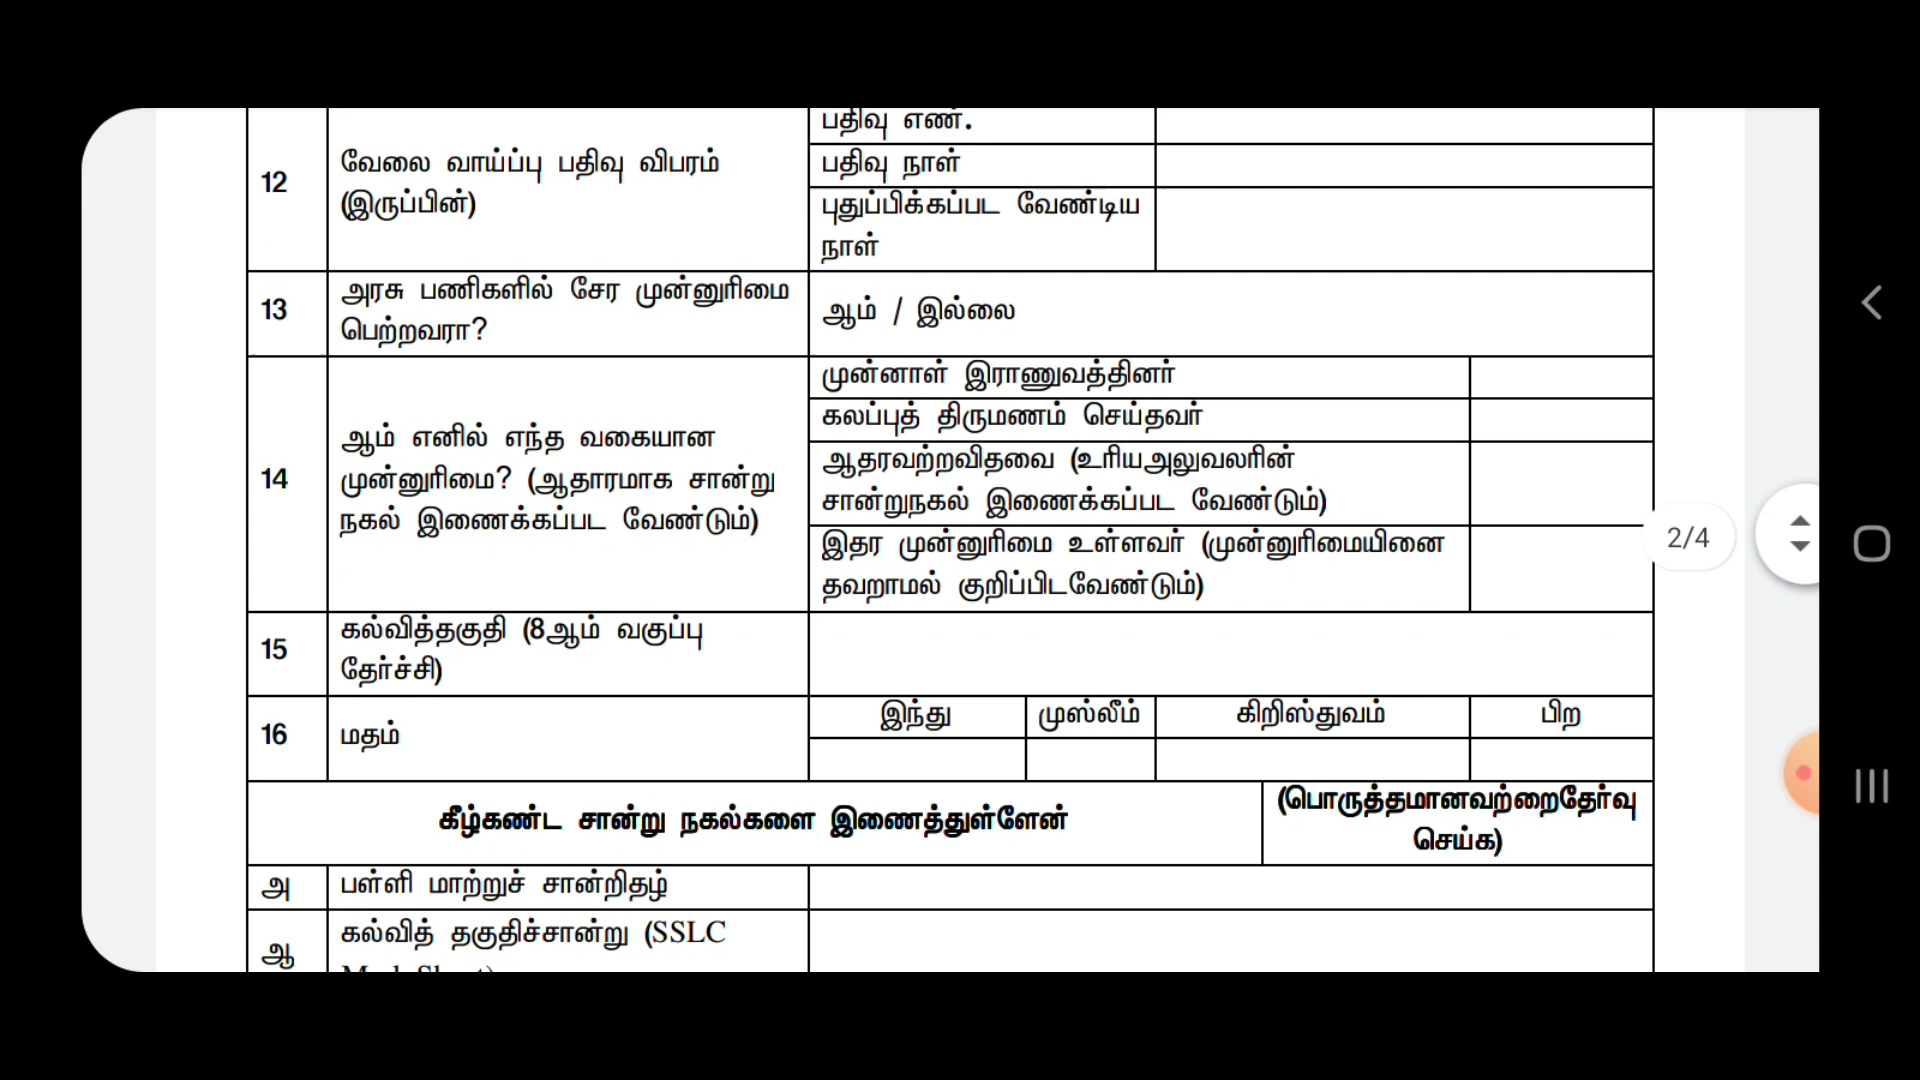 பதிவு எண்.
12
வேலை வாய்ப்பு பதிவு விபரம்
(இருப்பின்)
பதிவு நாள்
புதுப்பிக்கப்பட வேண்டிய
நாள்
13
அரசு பணிகளில் சேர முன்னுரிமை
பெற்றவரா?
ஆம் / இல்லை
14
ஆம் எனில் எந்த வகையான
முன்னுரிமை? (ஆதாரமாக சான்று
நகல் இணைக்கப்பட வேண்டும்)
முன்னாள் இராணுவத்தினர்
கலப்புத் திருமணம் செய்தவர்
ஆதரவற்றவிதவை (உரியஅலுவலரின்
சான்றுநகல் இணைக்கப்பட வேண்டும்)
இதர முன்னுரிமை உள்ளவர் (முன்னுரிமையினை
தவறாமல் குறிப்பிடவேண்டும்)
2/4
15
கல்வித்தகுதி (8ஆம் வகுப்பு
தேர்ச்சி)
16
மதம்
இந்து முஸ்லீம் கிறிஸ்துவம் பிற
கீழ்கண்ட சான்று நகல்களை இணைத்துள்ளேன்
(பொருத்தமானவற்றைதேர்வு
செய்க)
அ பள்ளி மாற்றுச் சான்றிதழ்
ஆ கல்வித் தகுதிச்சான்று (SSLC